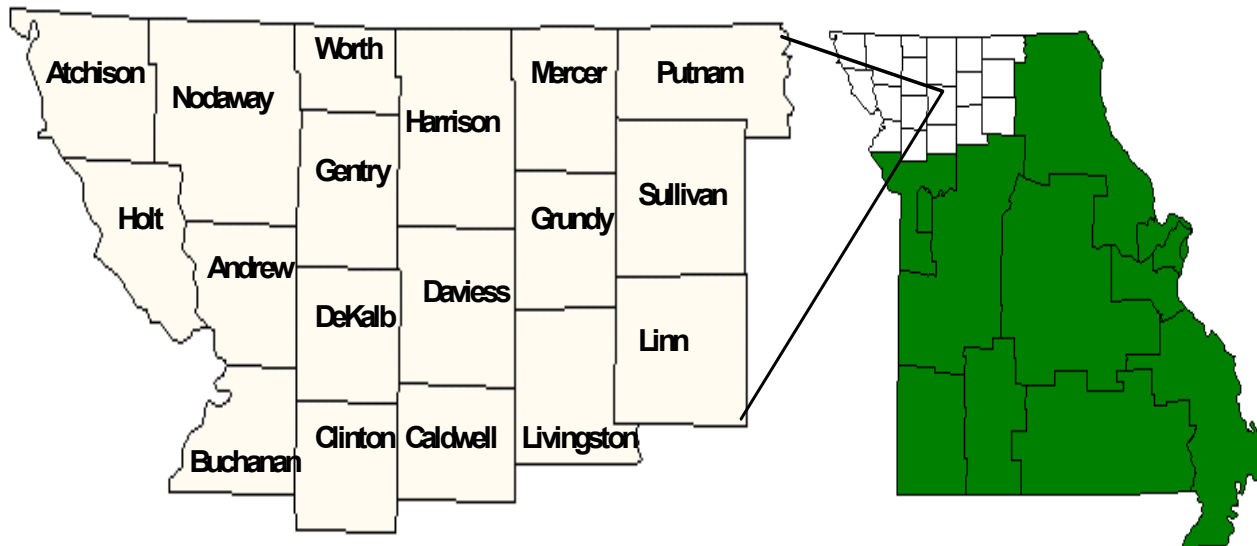 Worth
Atchison
Mercer
Putnam
Nodaway
Harrison
Gentry
Sullivan
Holt
Grundy
Andrew
Daviess
DeKalb
Linn
Clinton
Caldwell
Livingston
Buchanan